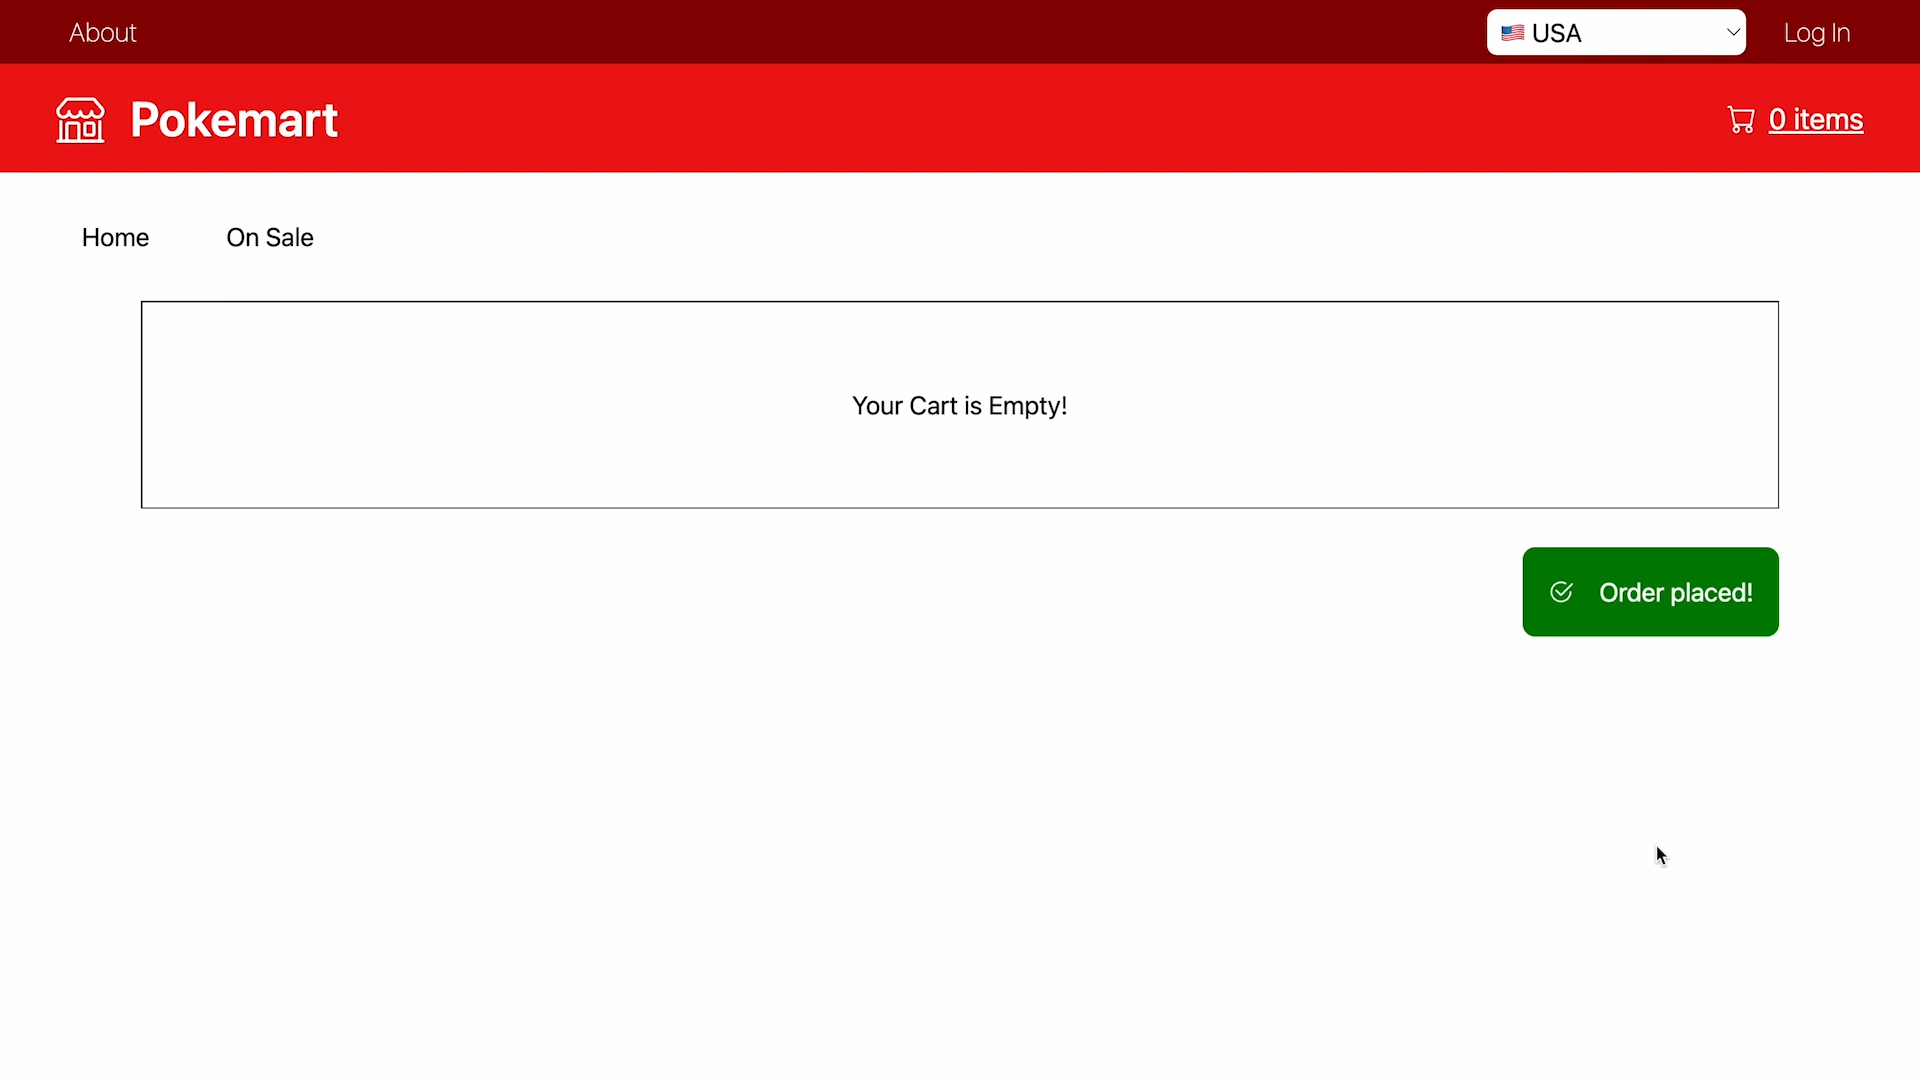 About
🇺🇸 USA
Log In
Pokemart
0 items
Home
On Sale
Your Cart is Empty!
Order placed!